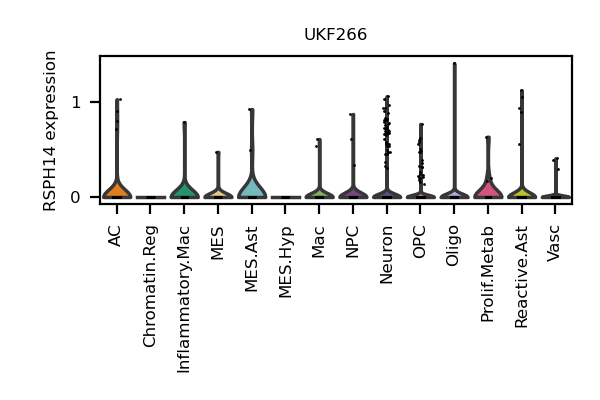 UKF266
RSPH14 expression
1
0
AC
Chromatin.Reg
Inflammatory.Mac
MES
MES.Ast
MES.Hyp
Mac
NPC
Neuron
OPC
Oligo
Prolif.Metab
Reactive.Ast
Vasc